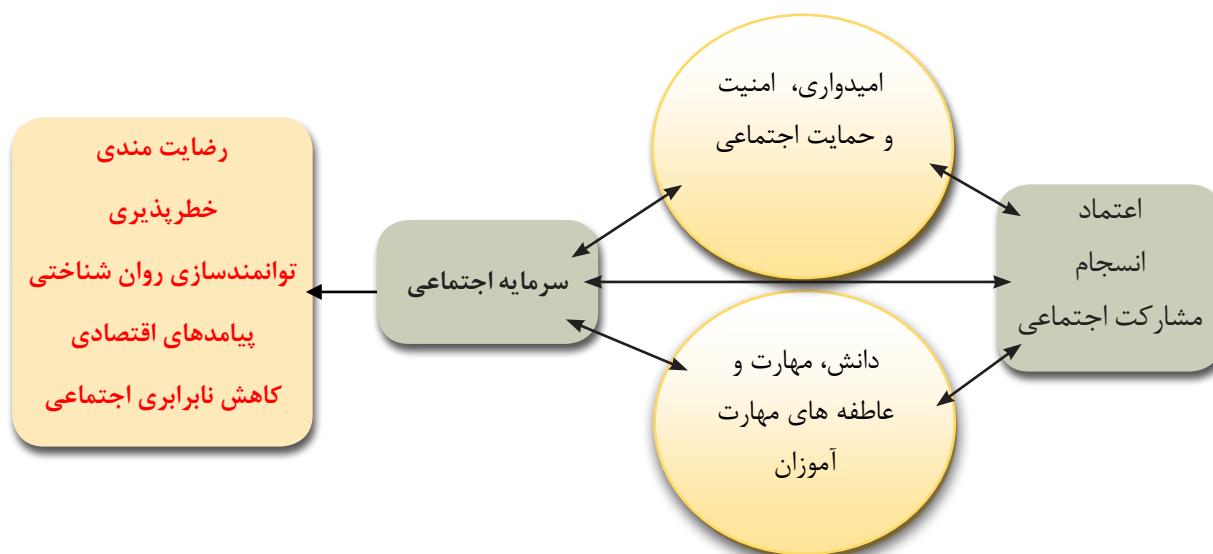 امیدواری، امنیت
و حمایت اجتماعی
اعتماد
انسجام
مشارکت اجتماعی
سرمایه اجتماعی
دانش، مهارت و
عاطفه های مهارت
آموزان
رضایت مندی
خطرپذیری
توانمندسازی روان شناختی
پیامدهای اقتصادی
کاهش نابرابری اجتماعی